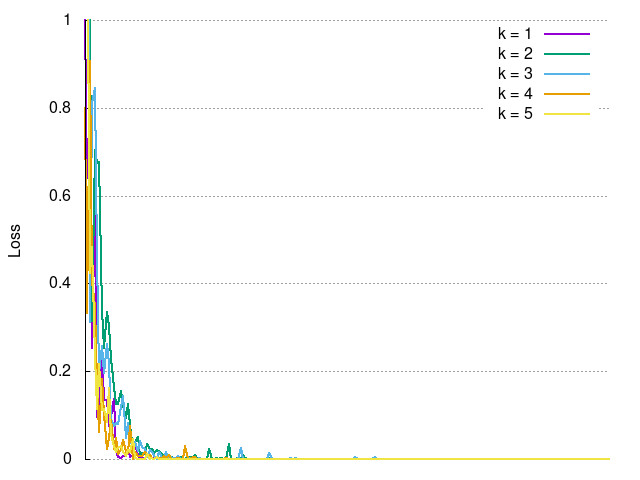 1
0.8
0.6
0.4
0.2
0
Loss
k = 1
k = 2
k = 3
k = 4
k = 5